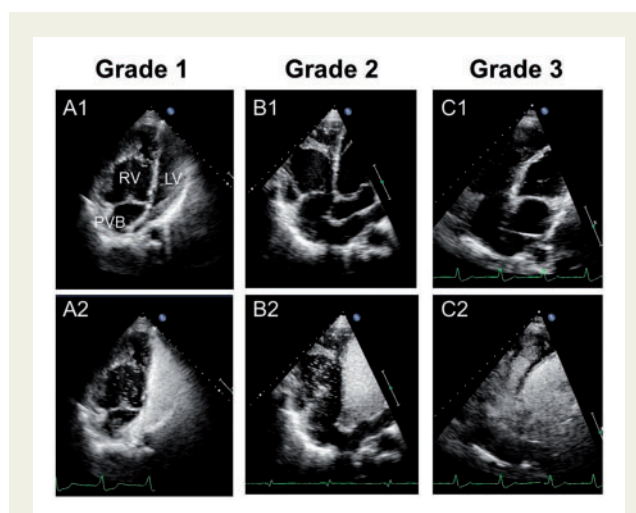 Grade 1 Grade 2 Grade 3
A1 B1 C1
RV LV
PVB
A2 B2 C2